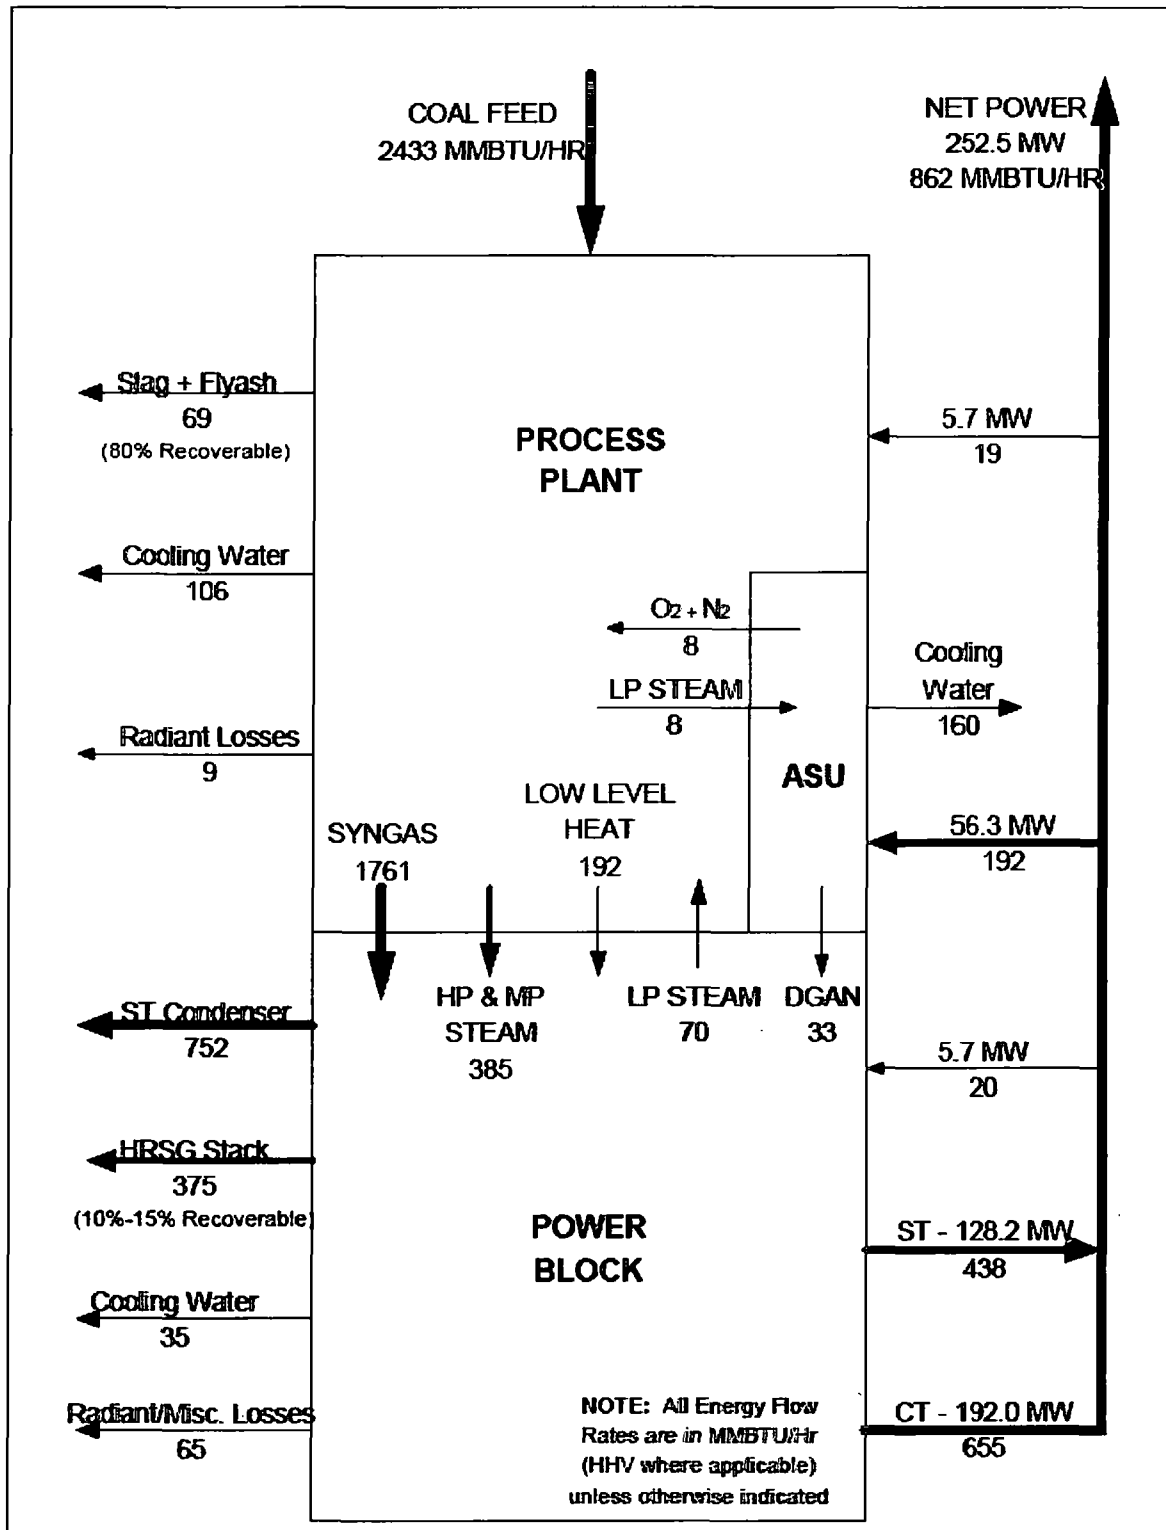 COAL FEED
2433 MMBTU/HR
NET POWER
252.5 MW
862 MMBTU/HR
Slag + Flyash
69
(80% Recoverable)
PROCESS
PLANT
5.7 MW
19
Cooling Water
106
O2 + N2
8
LP STEAM
8
Cooling
Water
160
Radiant Losses
9
ASU
LOW LEVEL
HEAT
192
SYNGAS
1761
56.3 MW
192
HP & MP
STEAM
385
LP STEAM
70
DGAN
33
ST Condenser
752
5.7 MW
20
HRSG Stack
375
(10%-15% Recoverable)
POWER
BLOCK
ST - 128.2 MW
438
Cooling Water
35
Radiant/Misc. Losses
65
NOTE: All Energy Flow
Rates are in MMBTU/Hr
(HHV where applicable)
unless otherwise indicated
CT - 192.0 MW
655